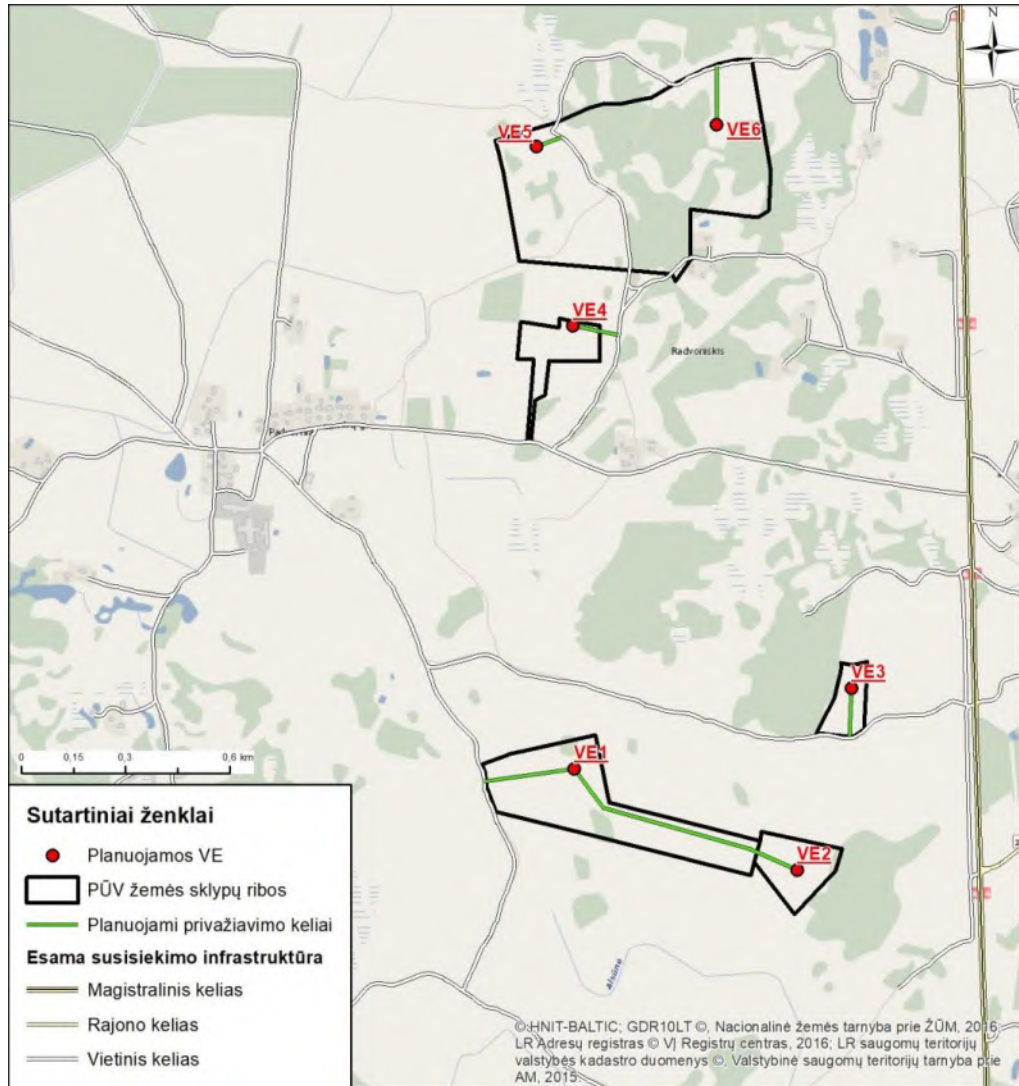 N
VE5
VE6
VE4
Radvoniškis
VE3
VE1
VE2
alsūnė
0 0,15 0,3 0,6 km
Sutartiniai ženklai
Planuojamos VE
PŪV žemės sklypų ribos
Planuojami privažiavimo keliai
Esama susisiekimo infrastruktūra
Magistralinis kelias
Rajono kelias
Vietinis kelias
© HNIT-BALTIC; GDR10LT ©, Nacionalinė žemės tarnyba prie ŽŪM, 2016;
LR Adresų registras © VĮ Registrų centras, 2016; LR saugomų teritorijų
valstybės kadastro duomenys ©, Valstybinė saugomų teritorijų tarnyba prie
AM, 2015.